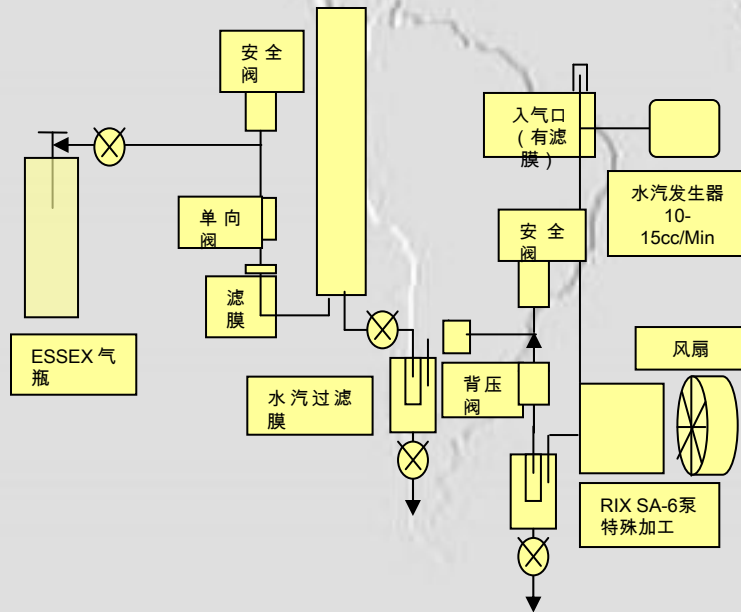 安全
阀
入气口
（有滤
膜）
水汽发生器
10-
15cc/Min
单向
阀
安全
阀
滤
膜
ESSEX 气
瓶
风扇
水汽过滤
膜
背压
阀
RIX SA-6泵
特殊加工